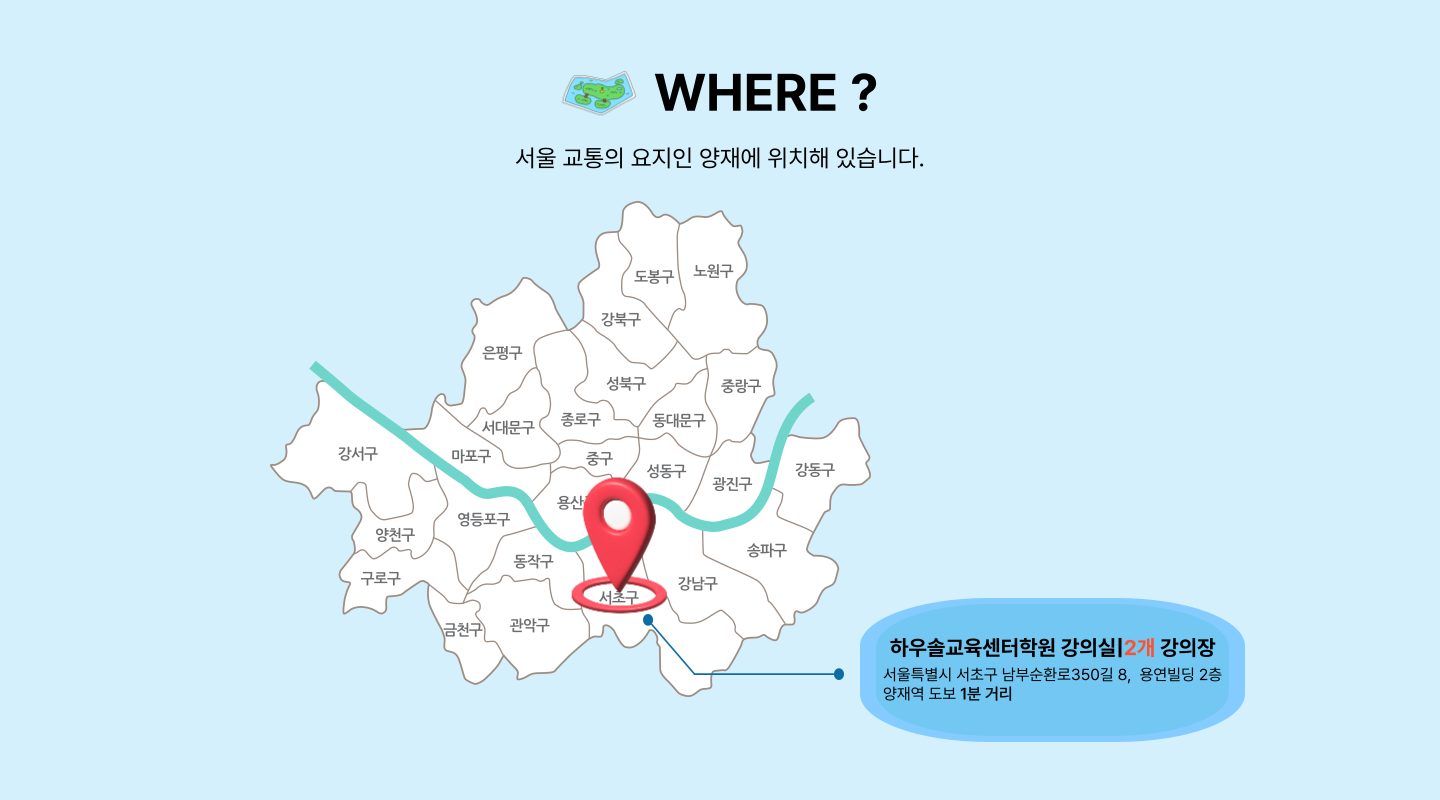 WHERE ?
서울 교통의 요지인 양재에 위치해 있습니다.
도봉구
노원구
강북구
은평구
성북구
중랑구
서대문구
종로구
동대문구
강서구
마포구
중구
성동구
광진구
강동구
용산
영등포구
양천구
동작구
송파구
구로구
강남구
서초구
금천구
관악구
하우솔교육센터학원 강의실|2개 강의장
서울특별시 서초구 남부순환로350길 8, 용연빌딩 2층
양재역 도보 1분 거리